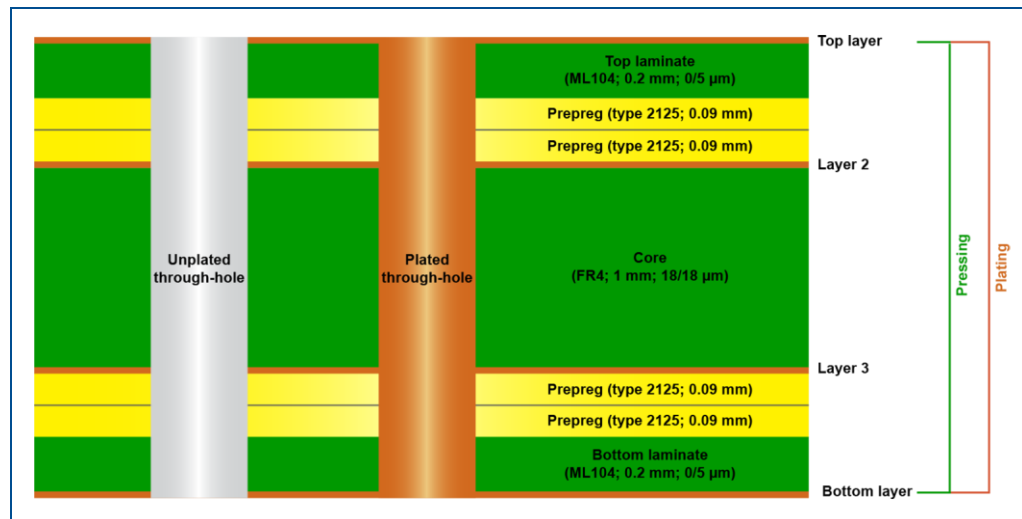 Top layer
Top laminate
(ML104; 0.2 mm; 0/5 μm)
Prepreg (type 2125; 0.09 mm)
Prepreg (type 2125; 0.09 mm)
Layer 2
Unplated
through-hole
Plated
through-hole
Core
(FR4; 1 mm; 18/18 μm)
Pressing
Plating
Layer 3
Prepreg (type 2125; 0.09 mm)
Prepreg (type 2125; 0.09 mm)
Bottom laminate
(ML104; 0.2 mm; 0/5 μm)
Bottom layer